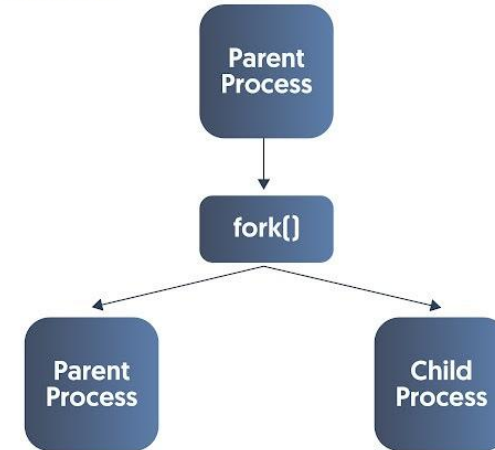 Parent
Process
fork()
Parent
Process
Child
Process